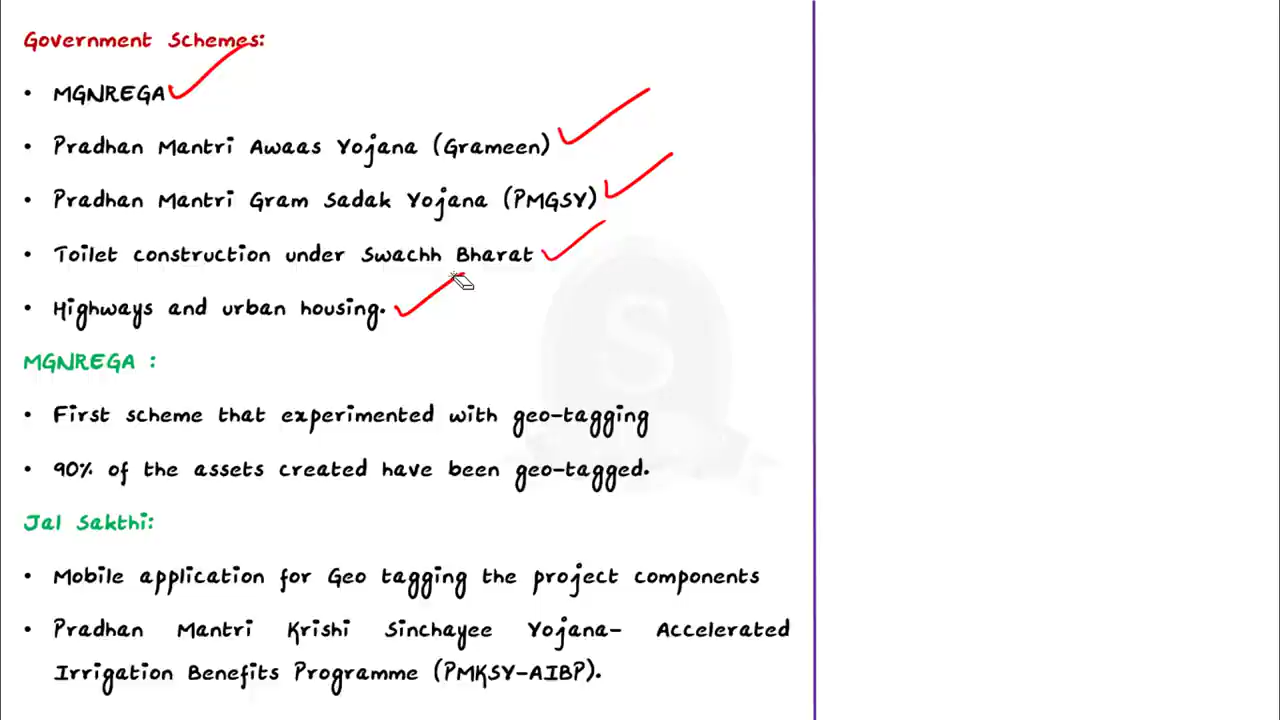 Government Schemes:
• MGNREGA
• Pradhan Mantri Awaas Yojana (Grameen)
• Pradhan Mantri Gram Sadak Yojana (PMGSY)
• Toilet construction under Swachh Bharat
• Highways and urban housing.
MGNREGA :
• First scheme that experimented with geo-tagging
• 90% of the assets created have been geo-tagged.
Jal Sakthi:
• Mobile application for Geo tagging the project components
• Pradhan Mantri Krishi Sinchayee Yojana- Accelerated
Irrigation Benefits Programme (PMKSY-AIBP).
S